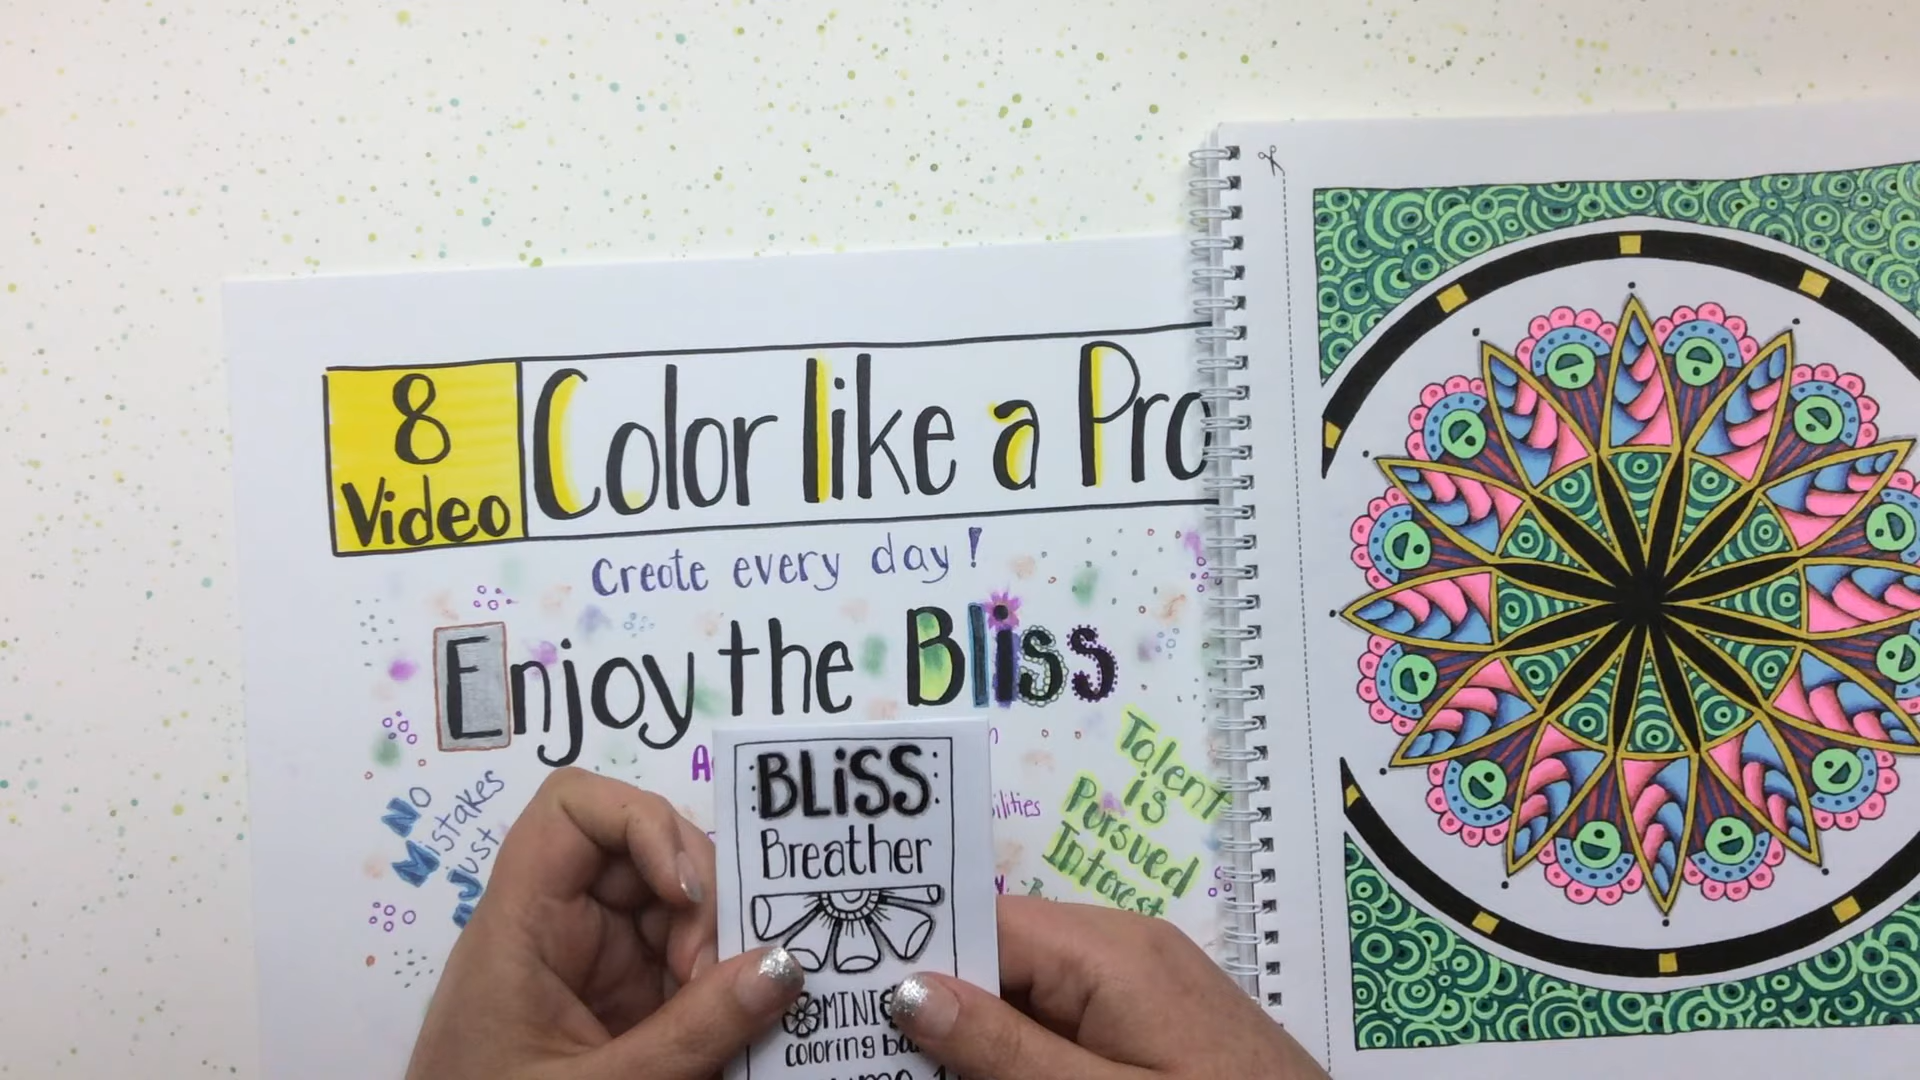 8
Video
Color like a Pro
Create every day!
Enjoy the Bliss
No
Mistakes
Just
Talent
is
Pursued
Interest
BLiSS
Breather
MINI
coloring